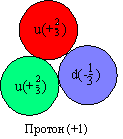 u(+2/3)
u(+2/3)
d(-1/3)
Протон (+1)